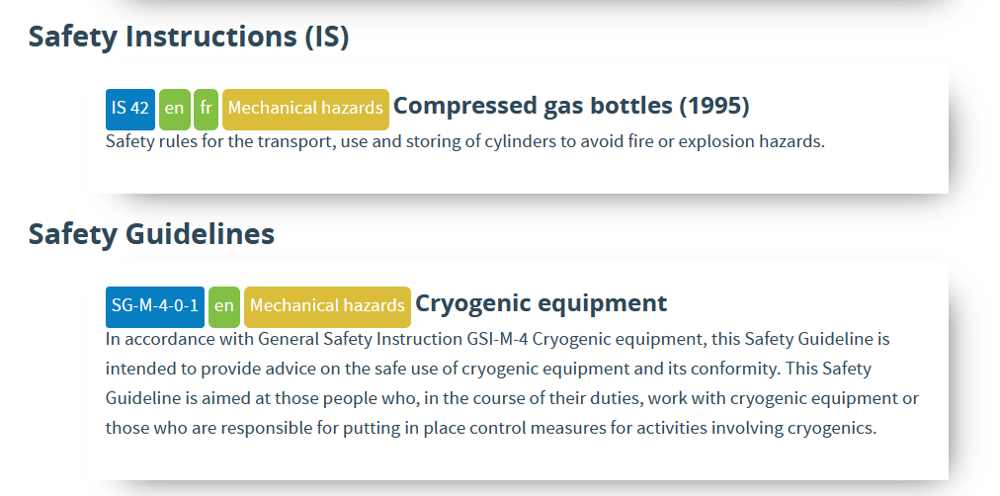 Safety Instructions (IS)
IS 42 en fr Mechanical hazards Compressed gas bottles (1995)
Safety rules for the transport, use and storing of cylinders to avoid fire or explosion hazards.
Safety Guidelines
SG-M-4-0-1 en Mechanical hazards Cryogenic equipment
In accordance with General Safety Instruction GSI-M-4 Cryogenic equipment, this Safety Guideline is
intended to provide advice on the safe use of cryogenic equipment and its conformity. This Safety
Guideline is aimed at those people who, in the course of their duties, work with cryogenic equipment or
those who are responsible for putting in place control measures for activities involving cryogenics.